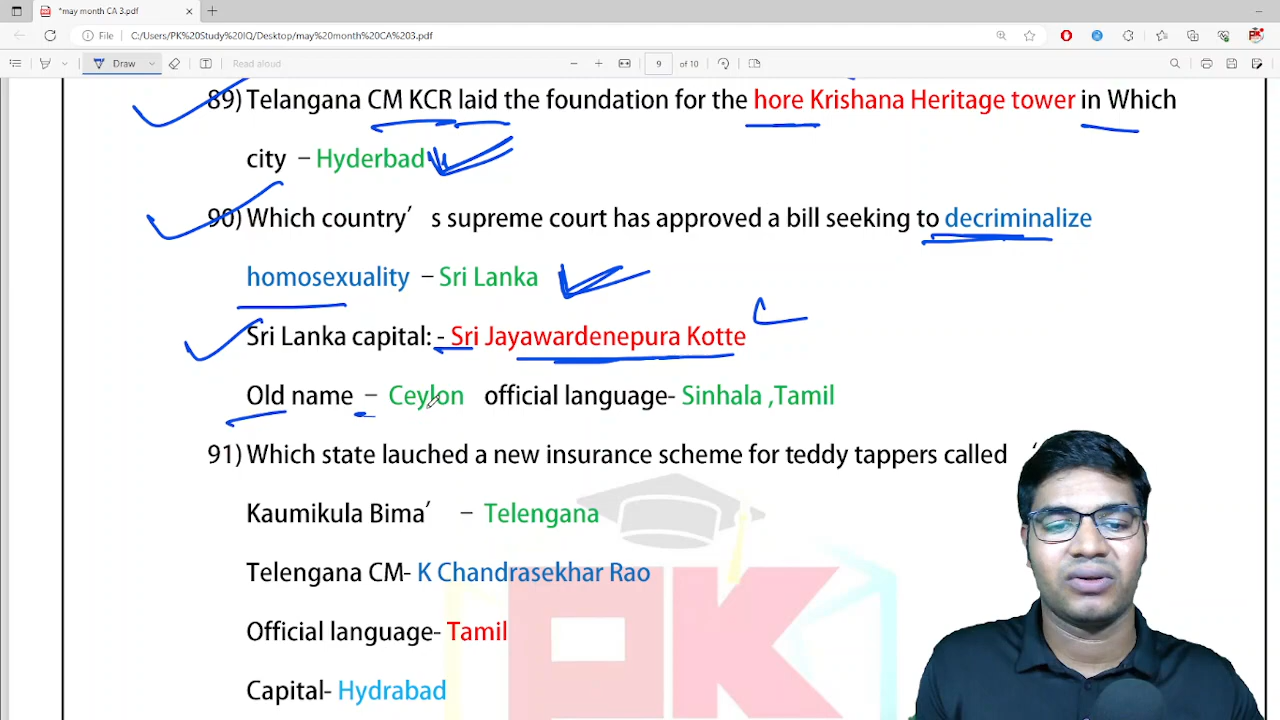 *may month CA 3.pdf
File C:/Users/PK%20Study%20IQ/Desktop/may%20month%20CA%203.pdf
Draw Read aloud 9 of 10
89) Telangana CM KCR laid the foundation for the hore Krishana Heritage tower in Which
city – Hyderbad
90) Which country's supreme court has approved a bill seeking to decriminalize
homosexuality – Sri Lanka
Sri Lanka capital: - Sri Jayawardenepura Kotte
Old name – Ceylon official language- Sinhala ,Tamil
91) Which state lauched a new insurance scheme for teddy tappers called '
Kaumikula Bima' – Telengana
Telengana CM- K Chandrasekhar Rao
Official language- Tamil
Capital- Hydrabad
PK